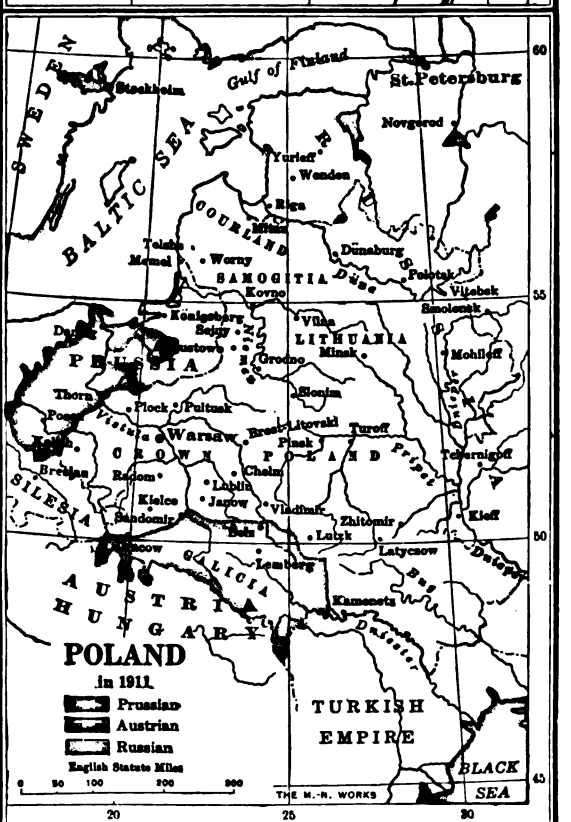 60
SWEDEN
Stockholm
Gulf of Finland
St. Petersburg
Novgorod
BALTIC SEA
Yurieff
Wenden
Riga
Mitau
COURLAND
Telshe
Memel
Worny
SAMOGITIA
Dünaburg
Düna
Polotsk
Vitebsk
RUSSIA
55
Kovno
Smolensk
Königsberg
Sejny
Vilna
LITHUANIA
Minsk
Mohileff
PRUSSIA
Grodno
Niemen
Slonim
Thorn
Plock
Pultusk
Vistula
Warsaw
Brest-Litovski
Pinsk
Turoff
Pripet
Tchernigoff
CROWN POLAND
Breslau
SILESIA
Radom
Chelm
Lublin
Kielce
Janow
Sandomir
Vladimir
Zhitomir
Kieff
Belz
Lutzk
50
Latyczow
Dnieper
Lemberg
GALICIA
Bug
AUSTRIA
HUNGARY
Kamenets
Dniester
POLAND
in 1911
Prussian
Austrian
Russian
English Statute Miles
0 50 100 200 300
TURKISH
EMPIRE
BLACK
SEA
45
THE M.-N. WORKS
20 25 30